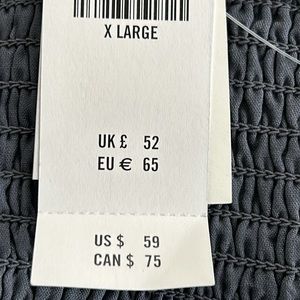 X LARGE
UK £ 52
EU € 65
US $ 59
CAN $ 75